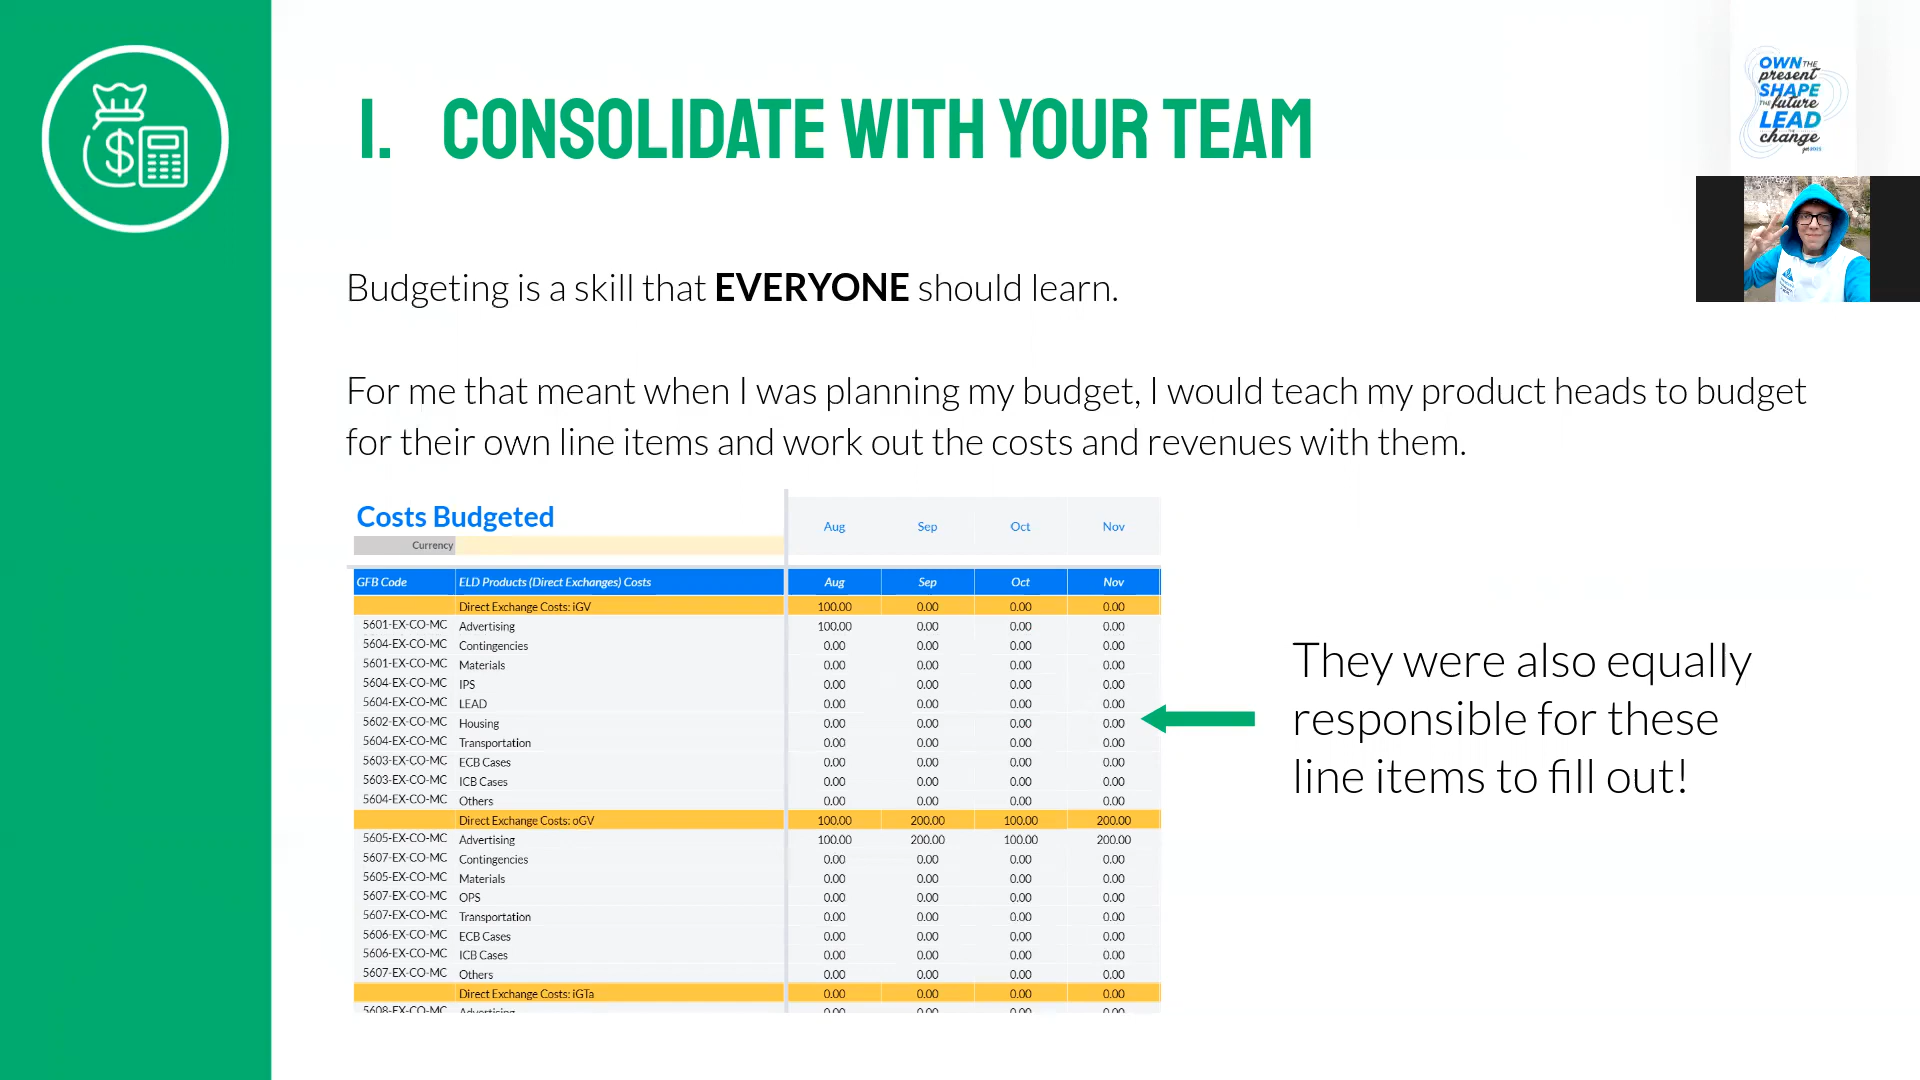 OWN THE
present
SHAPE
THE future
LEAD
change
I. CONSOLIDATE WITH YOUR TEAM
Budgeting is a skill that EVERYONE should learn.
For me that meant when I was planning my budget, I would teach my product heads to budget
for their own line items and work out the costs and revenues with them.
Costs Budgeted Aug Sep Oct Nov
Currency
GFB Code ELD Products (Direct Exchanges) Costs Aug Sep Oct Nov
Direct Exchange Costs: iGV 100.00 0.00 0.00 0.00
5601-EX-CO-MC Advertising 100.00 0.00 0.00 0.00
5604-EX-CO-MC Contingencies 0.00 0.00 0.00 0.00
5601-EX-CO-MC Materials 0.00 0.00 0.00 0.00
5604-EX-CO-MC IPS 0.00 0.00 0.00 0.00
5604-EX-CO-MC LEAD 0.00 0.00 0.00 0.00
5602-EX-CO-MC Housing 0.00 0.00 0.00 0.00
5604-EX-CO-MC Transportation 0.00 0.00 0.00 0.00
5603-EX-CO-MC ECB Cases 0.00 0.00 0.00 0.00
5603-EX-CO-MC ICB Cases 0.00 0.00 0.00 0.00
5604-EX-CO-MC Others 0.00 0.00 0.00 0.00
Direct Exchange Costs: oGV 100.00 200.00 100.00 200.00
5605-EX-CO-MC Advertising 100.00 200.00 100.00 200.00
5607-EX-CO-MC Contingencies 0.00 0.00 0.00 0.00
5605-EX-CO-MC Materials 0.00 0.00 0.00 0.00
5607-EX-CO-MC OPS 0.00 0.00 0.00 0.00
5607-EX-CO-MC Transportation 0.00 0.00 0.00 0.00
5606-EX-CO-MC ECB Cases 0.00 0.00 0.00 0.00
5606-EX-CO-MC ICB Cases 0.00 0.00 0.00 0.00
5607-EX-CO-MC Others 0.00 0.00 0.00 0.00
Direct Exchange Costs: iGTa 0.00 0.00 0.00 0.00
5608-EX-CO-MC Advertising 0.00 0.00 0.00 0.00
They were also equally
responsible for these
line items to fill out!